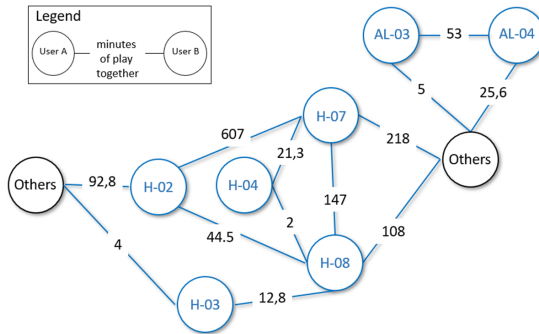 Legend
User A
minutes
of play
together
User B
AL-03
53
AL-04
5
25,6
H-07
607
21,3
218
Others
Others
92,8
H-02
H-04
147
2
44.5
108
4
H-08
H-03
12,8